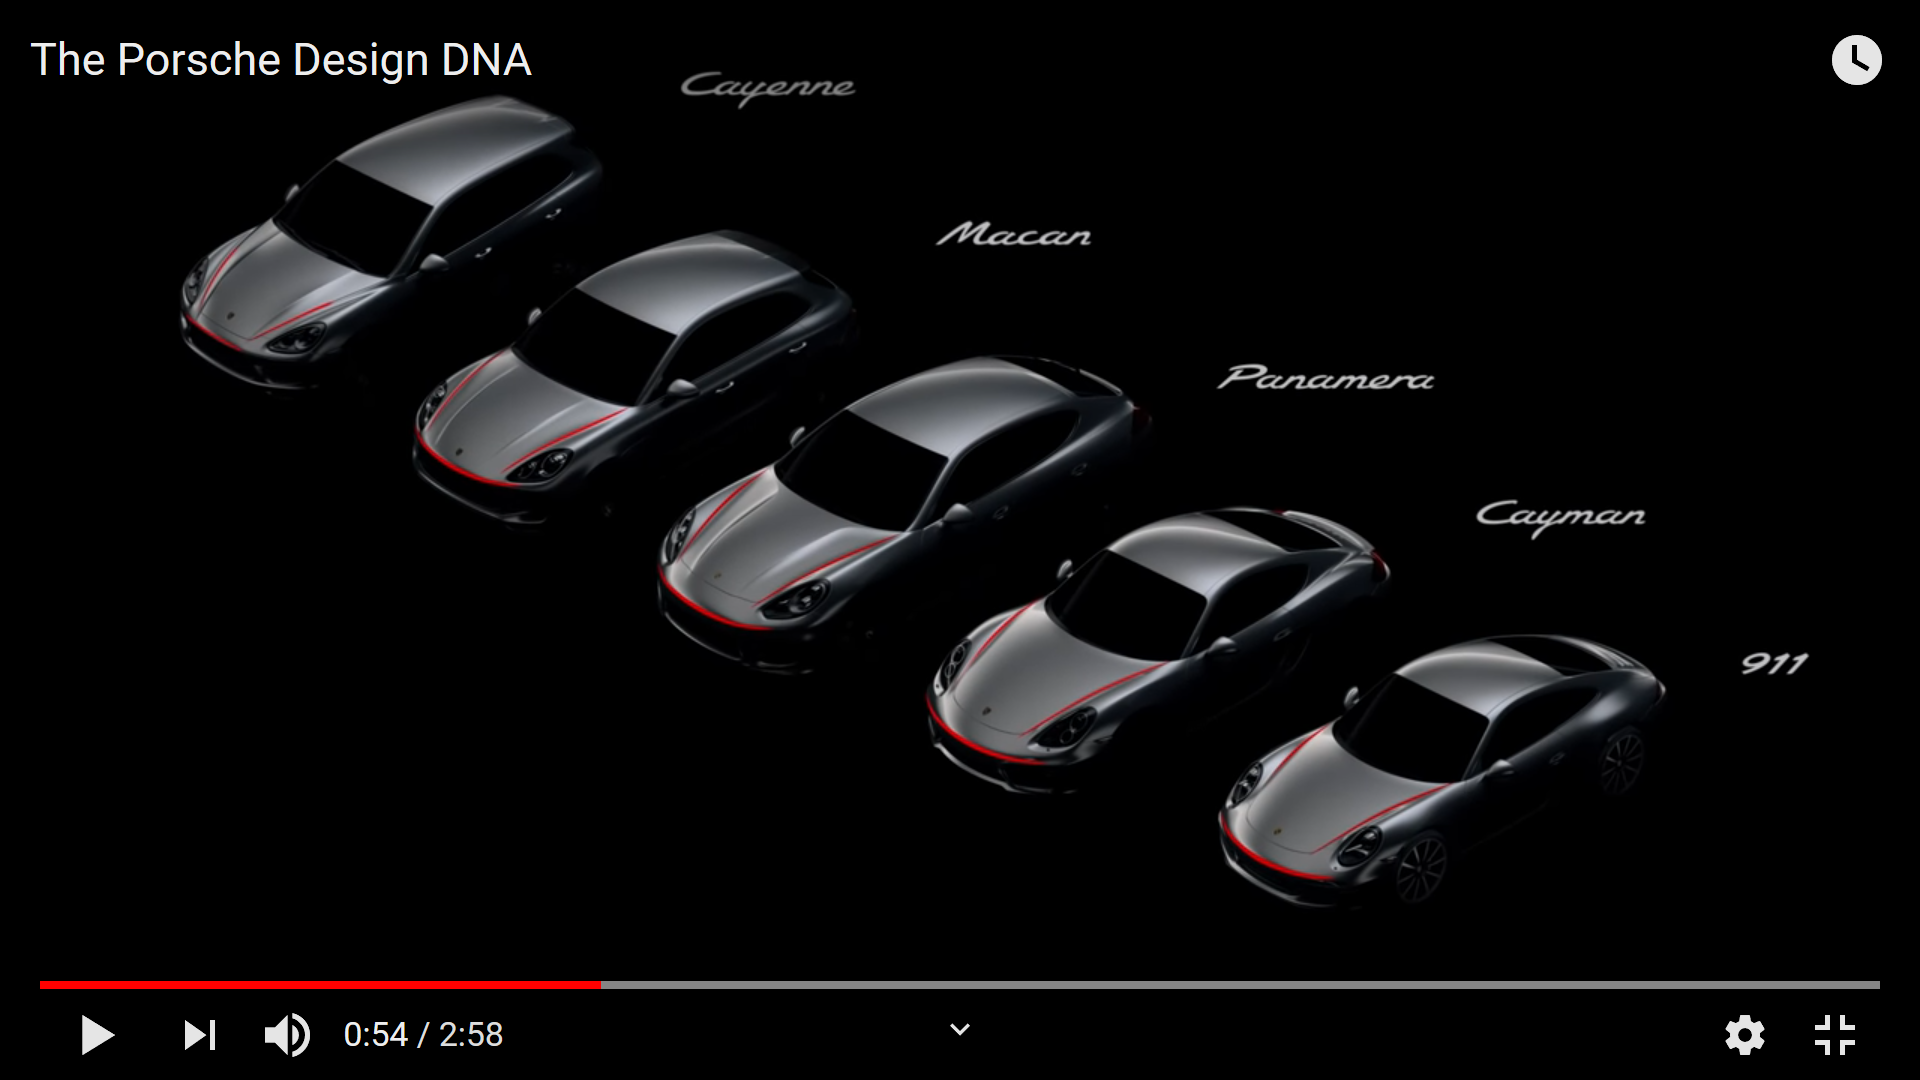 The Porsche Design DNA
Cayenne
Macan
Panamera
Cayman
911
0:54 / 2:58